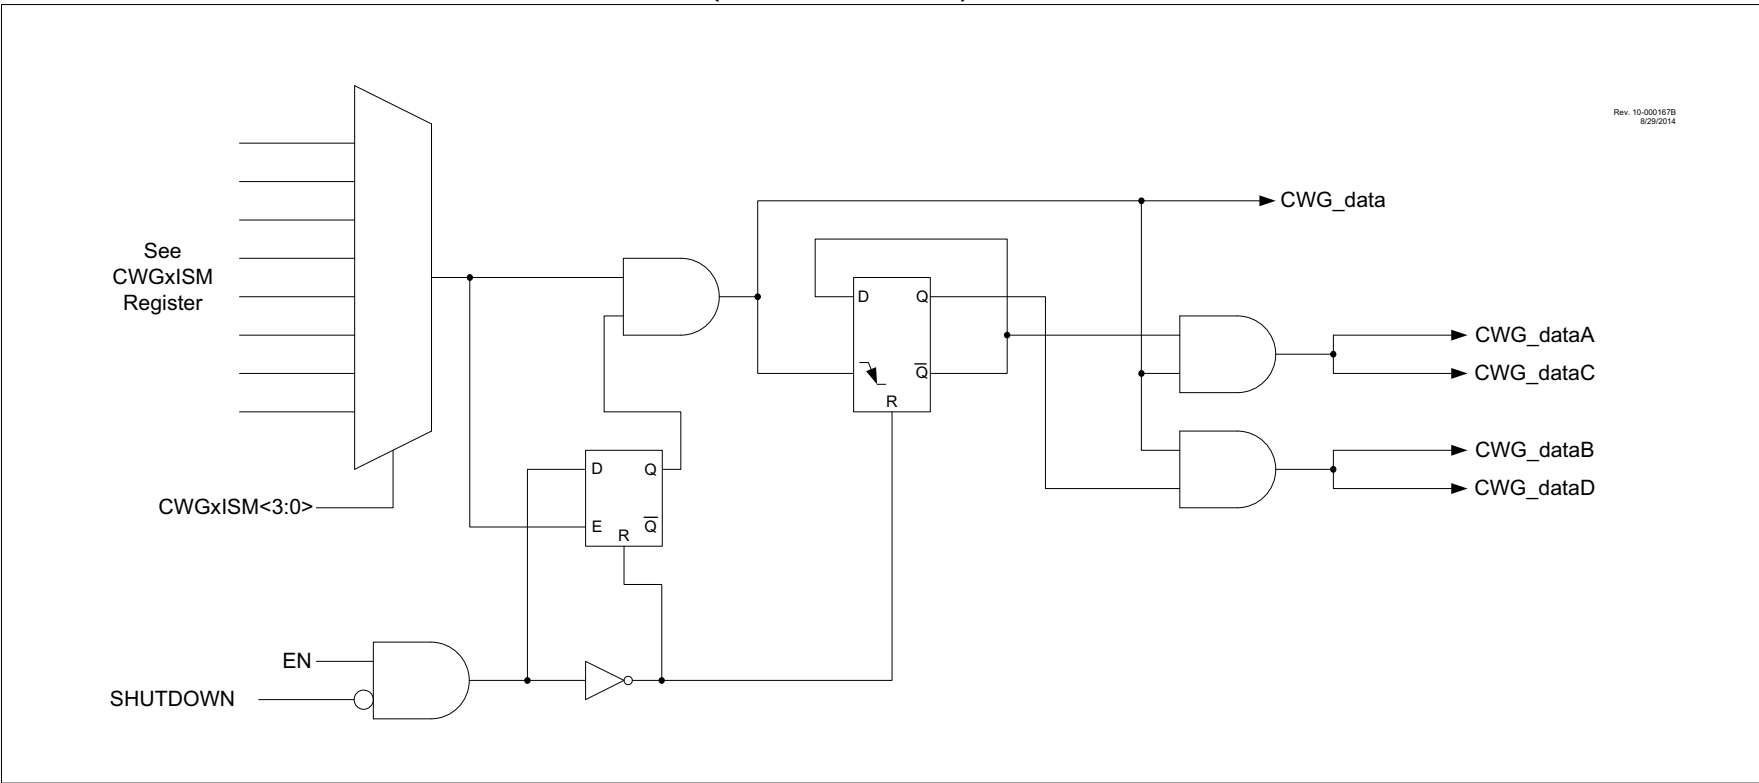 Rev. 10-000167B
8/29/2014
See
CWGxISM
Register
CWGxISM<3:0>
EN
SHUTDOWN
D
Q
E
R
Q̅
D
Q
Q̅
R
CWG_data
CWG_dataA
CWG_dataC
CWG_dataB
CWG_dataD